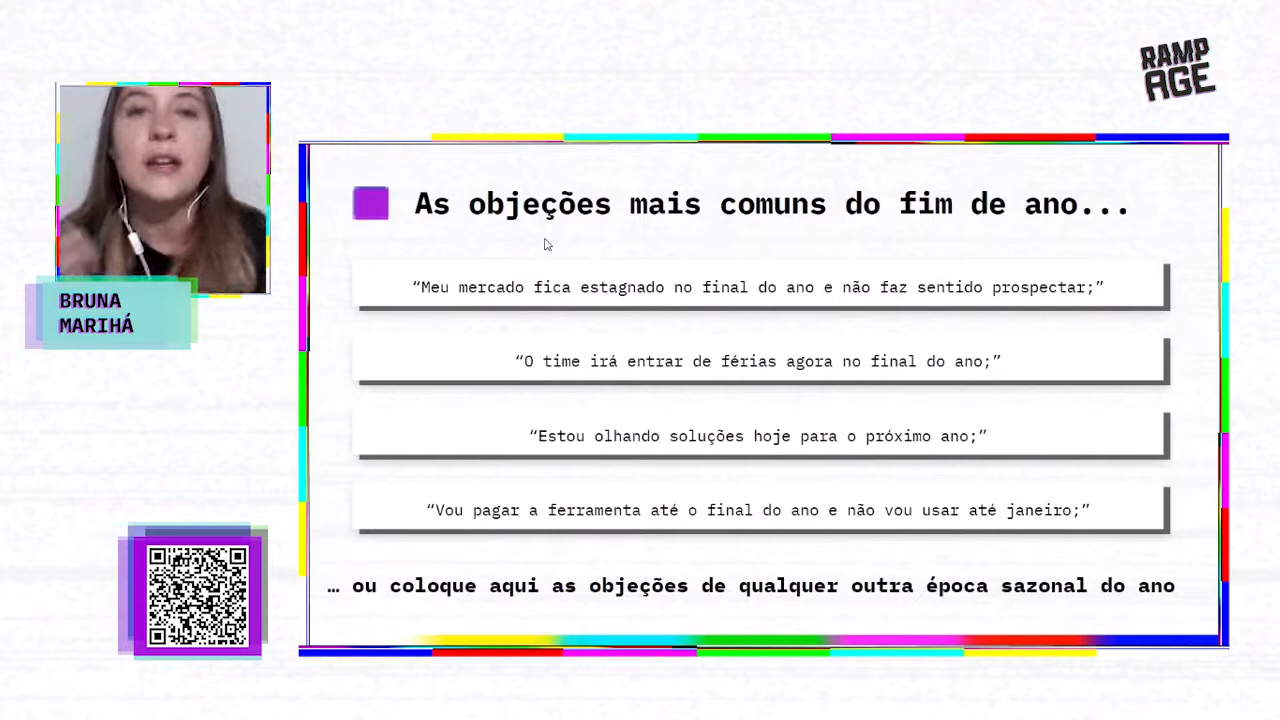 RAMP
AGE
BRUNA
MARIHÁ
As objeções mais comuns do fim de ano...
“Meu mercado fica estagnado no final do ano e não faz sentido prospectar;”
“O time irá entrar de férias agora no final do ano;”
“Estou olhando soluções hoje para o próximo ano;”
“Vou pagar a ferramenta até o final do ano e não vou usar até janeiro;”
… ou coloque aqui as objeções de qualquer outra época sazonal do ano